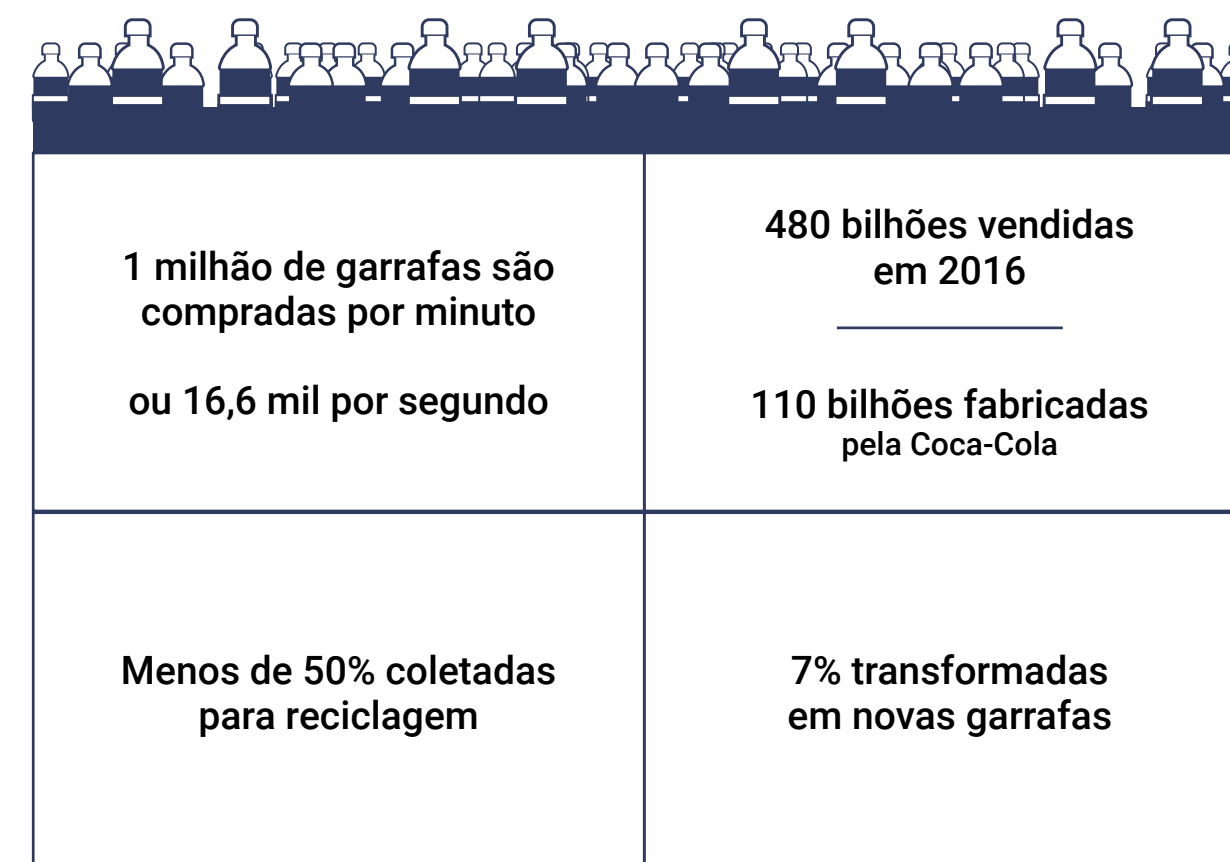 1 milhão de garrafas são
compradas por minuto
ou 16,6 mil por segundo
480 bilhões vendidas
em 2016
110 bilhões fabricadas
pela Coca-Cola
Menos de 50% coletadas
para reciclagem
7% transformadas
em novas garrafas